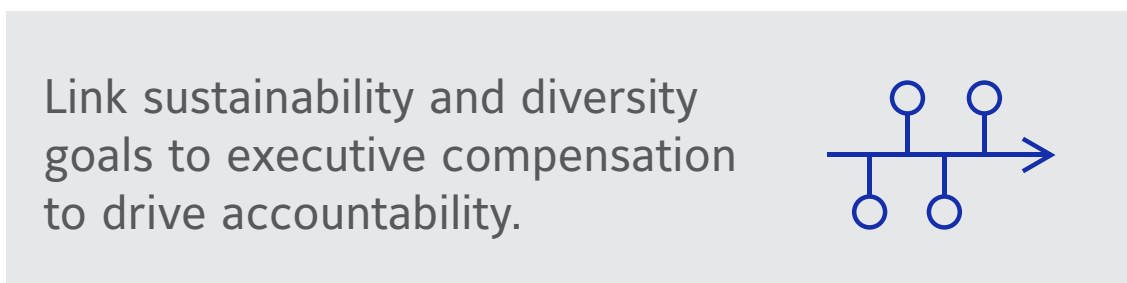 Link sustainability and diversity
goals to executive compensation
to drive accountability.